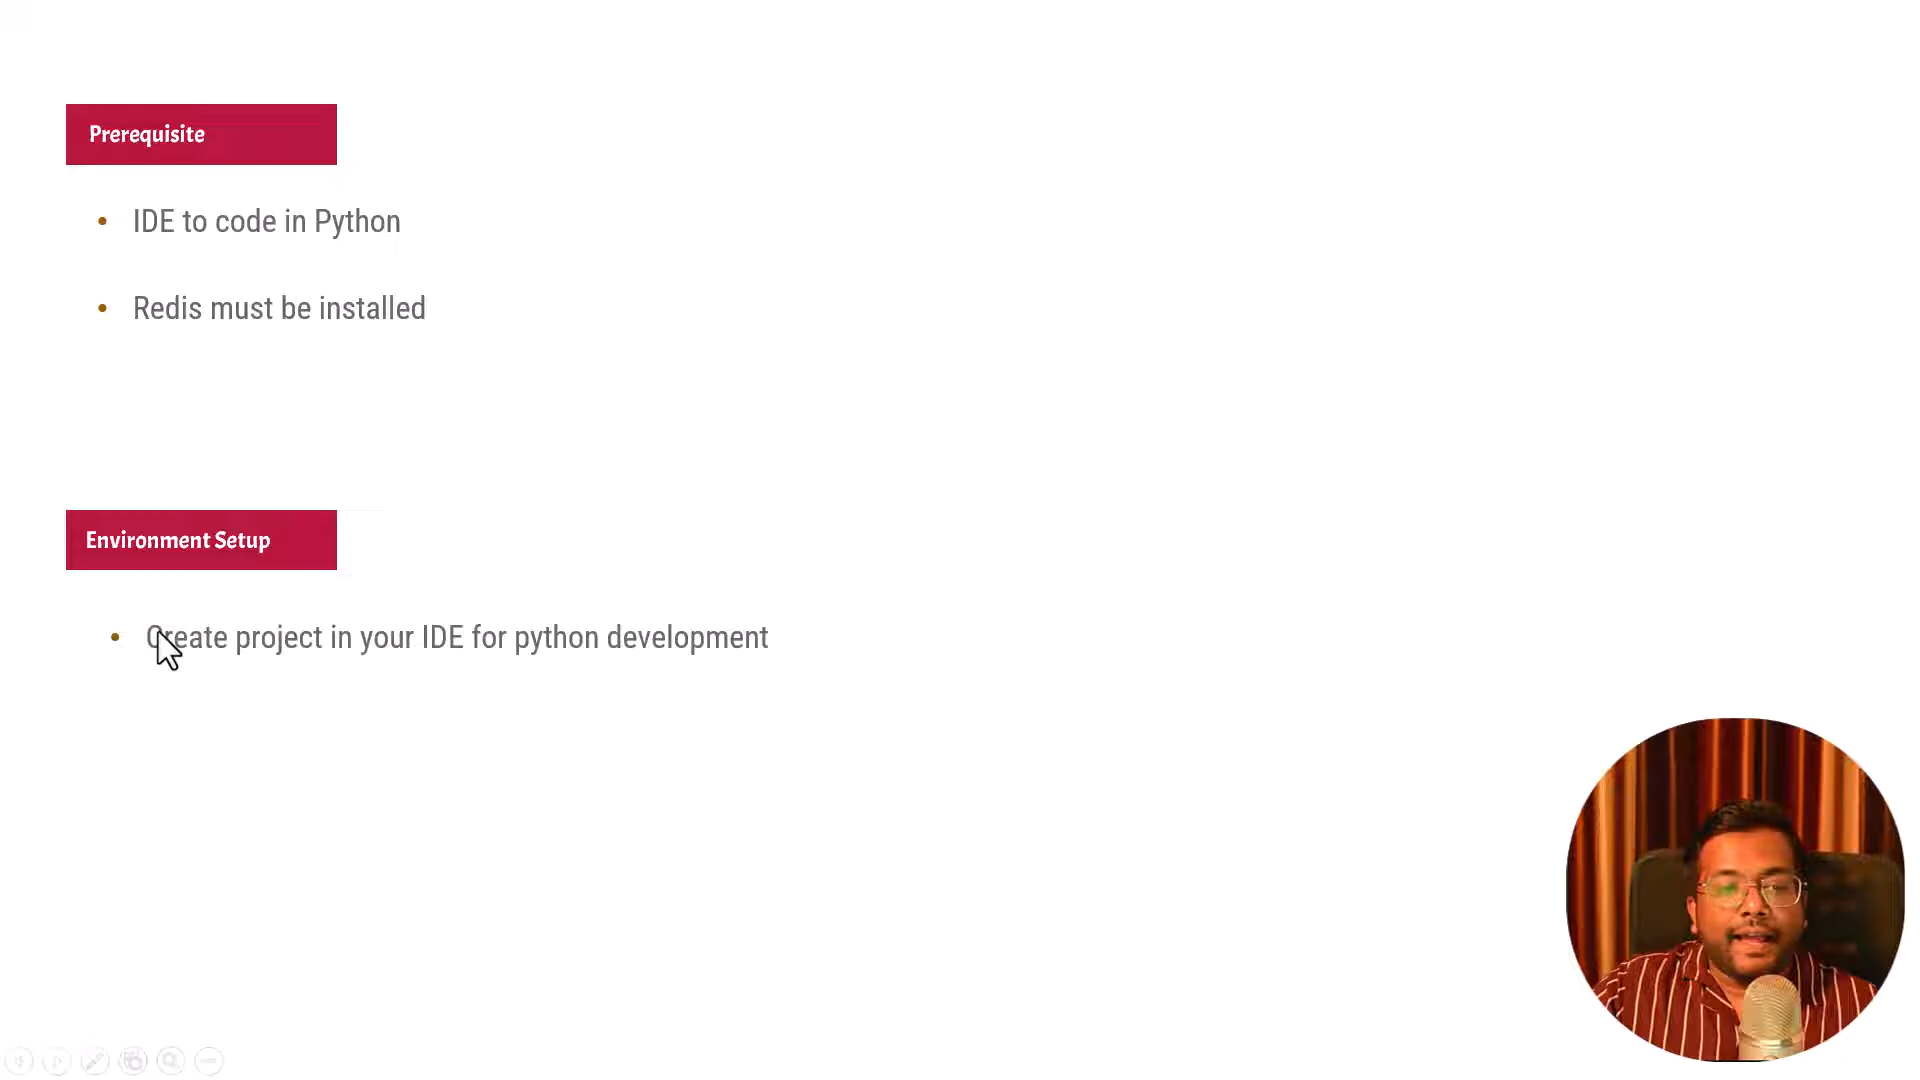 Prerequisite
• IDE to code in Python
• Redis must be installed
Environment Setup
• Create project in your IDE for python development